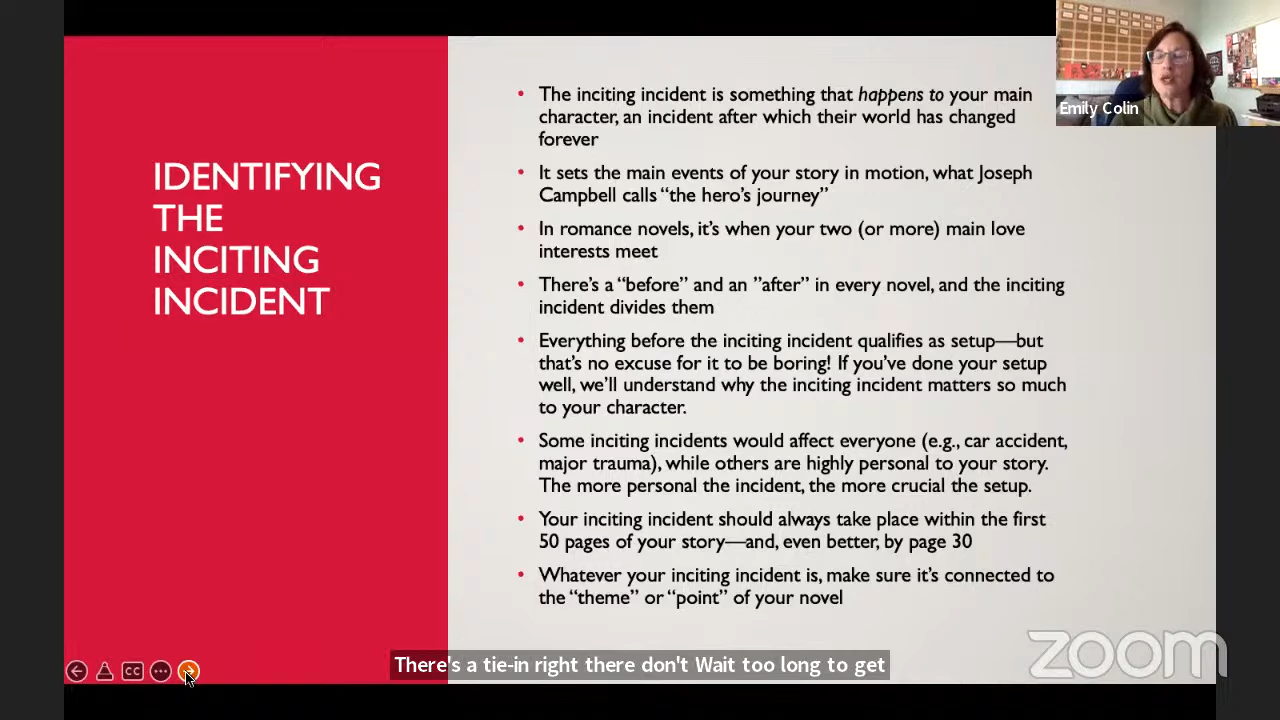 IDENTIFYING
THE
INCITING
INCIDENT
• The inciting incident is something that happens to your main
character, an incident after which their world has changed
forever
• It sets the main events of your story in motion, what Joseph
Campbell calls “the hero’s journey”
• In romance novels, it’s when your two (or more) main love
interests meet
• There’s a “before” and an ”after” in every novel, and the inciting
incident divides them
• Everything before the inciting incident qualifies as setup—but
that’s no excuse for it to be boring! If you’ve done your setup
well, we’ll understand why the inciting incident matters so much
to your character.
• Some inciting incidents would affect everyone (e.g., car accident,
major trauma), while others are highly personal to your story.
The more personal the incident, the more crucial the setup.
• Your inciting incident should always take place within the first
50 pages of your story—and, even better, by page 30
• Whatever your inciting incident is, make sure it’s connected to
the “theme” or “point” of your novel
Emily Colin
CC
There's a tie-in right there don't Wait too long to get
zoom